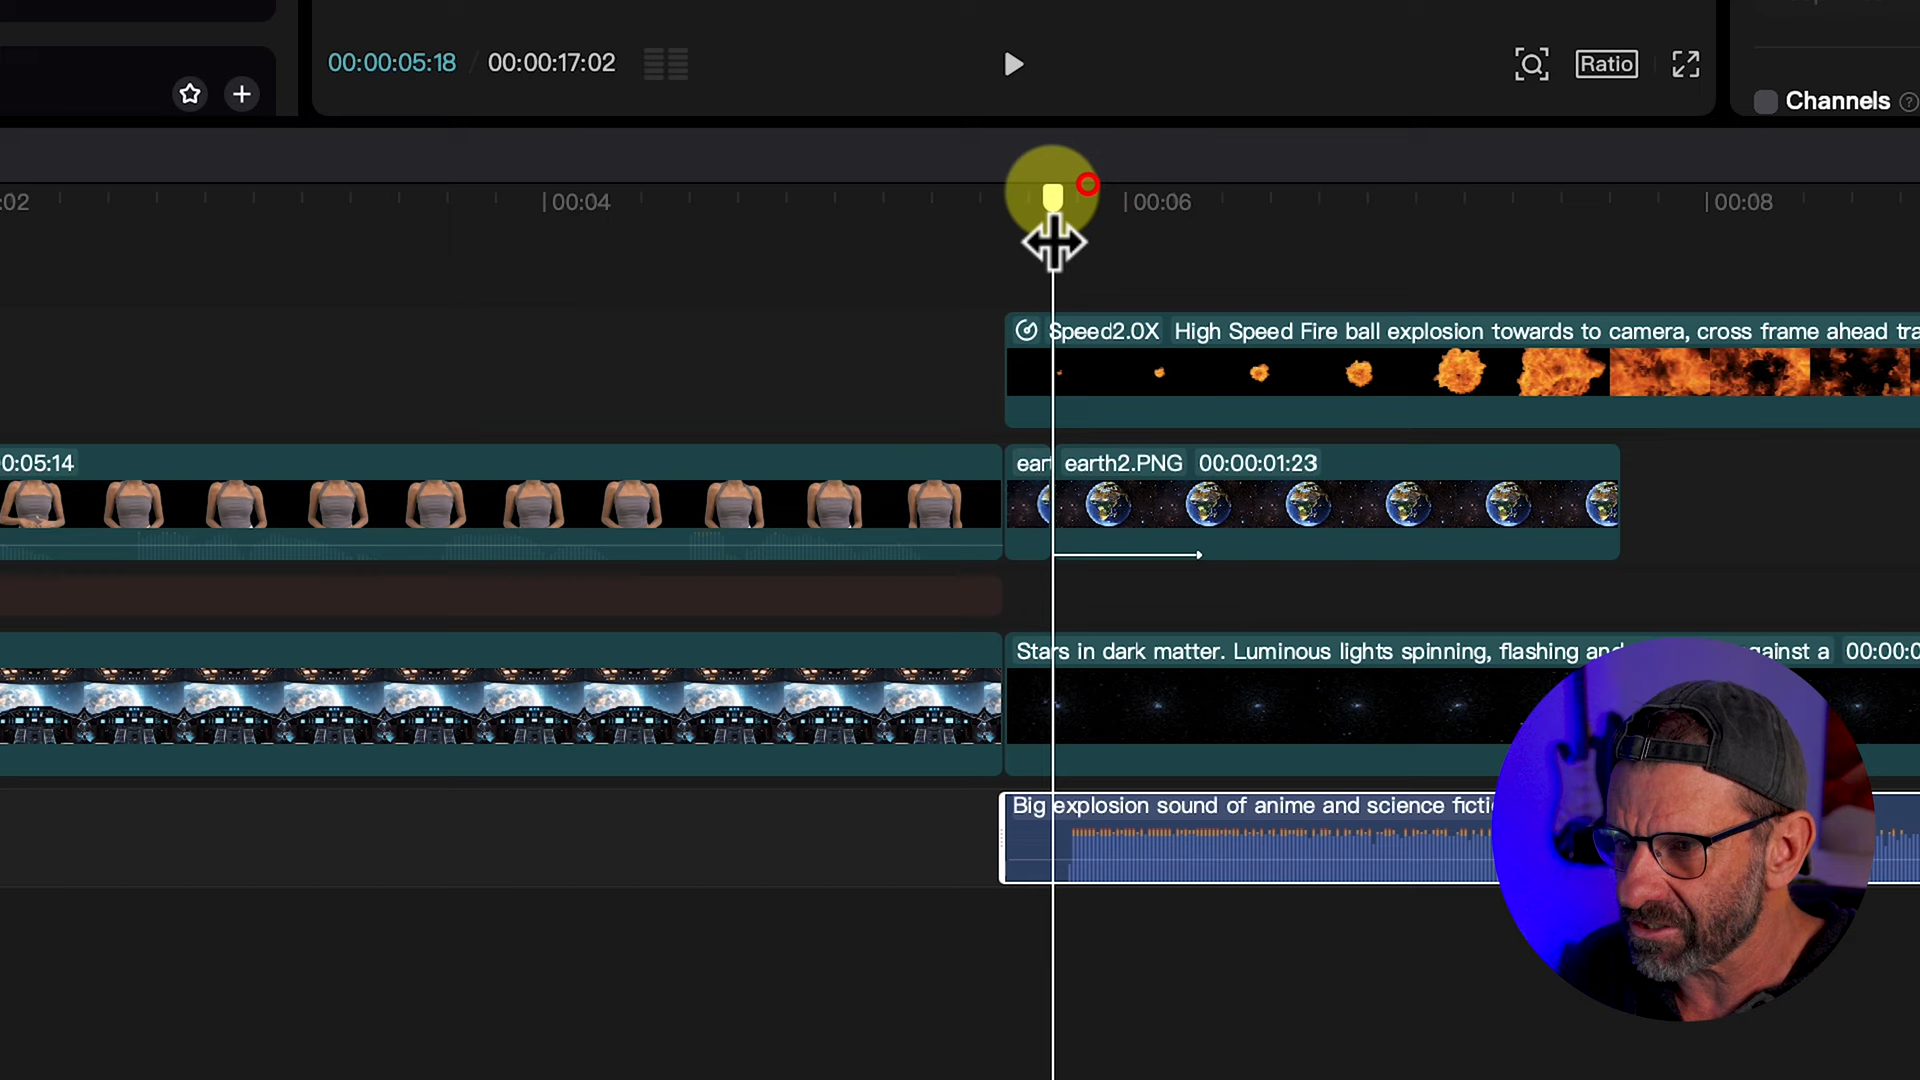 00:00:05:18 / 00:00:17:02
Ratio
Channels ?
:02
00:04
00:06
00:08
Speed2.0X High Speed Fire ball explosion towards to camera, cross frame ahead tra
0:05:14
ear earth2.PNG 00:00:01:23
Stars in dark matter. Luminous lights spinning, flashing and gainst a 00:00:0
Big explosion sound of anime and science ficti